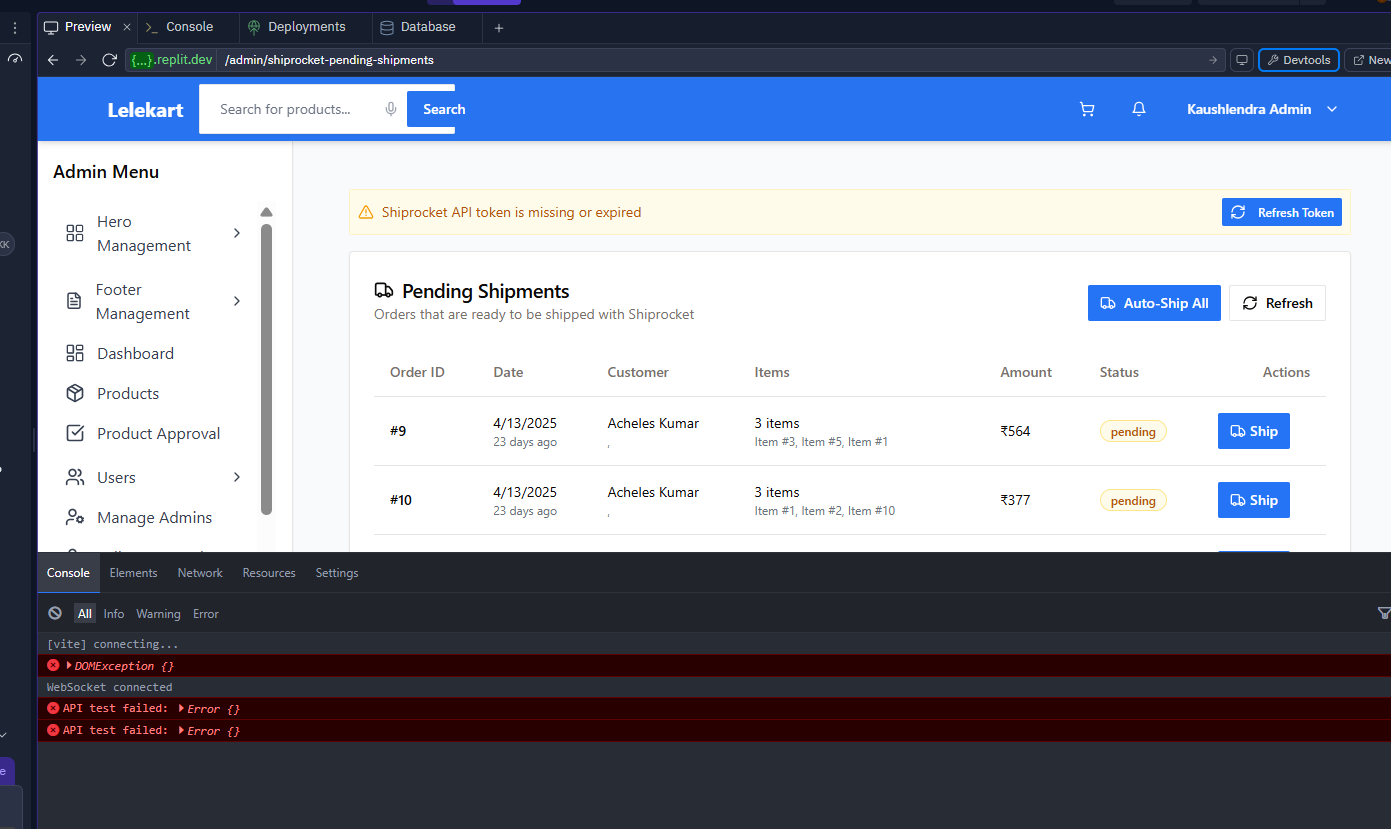 Preview
Console
Deployments
Database
{...}.replit.dev /admin/shiprocket-pending-shipments
Devtools
New
Lelekart
Search for products...
Search
Kaushlendra Admin
Admin Menu
Hero
Management
Footer
Management
Dashboard
Products
Product Approval
Users
Manage Admins
Shiprocket API token is missing or expired
Refresh Token
Pending Shipments
Orders that are ready to be shipped with Shiprocket
Auto-Ship All
Refresh
Order ID Date Customer Items Amount Status Actions
#9 4/13/2025 Acheles Kumar 3 items ₹564 pending Ship
23 days ago , Item #3, Item #5, Item #1
#10 4/13/2025 Acheles Kumar 3 items ₹377 pending Ship
23 days ago , Item #1, Item #2, Item #10
Console Elements Network Resources Settings
All Info Warning Error
[vite] connecting...
DOMException {}
WebSocket connected
API test failed: Error {}
API test failed: Error {}